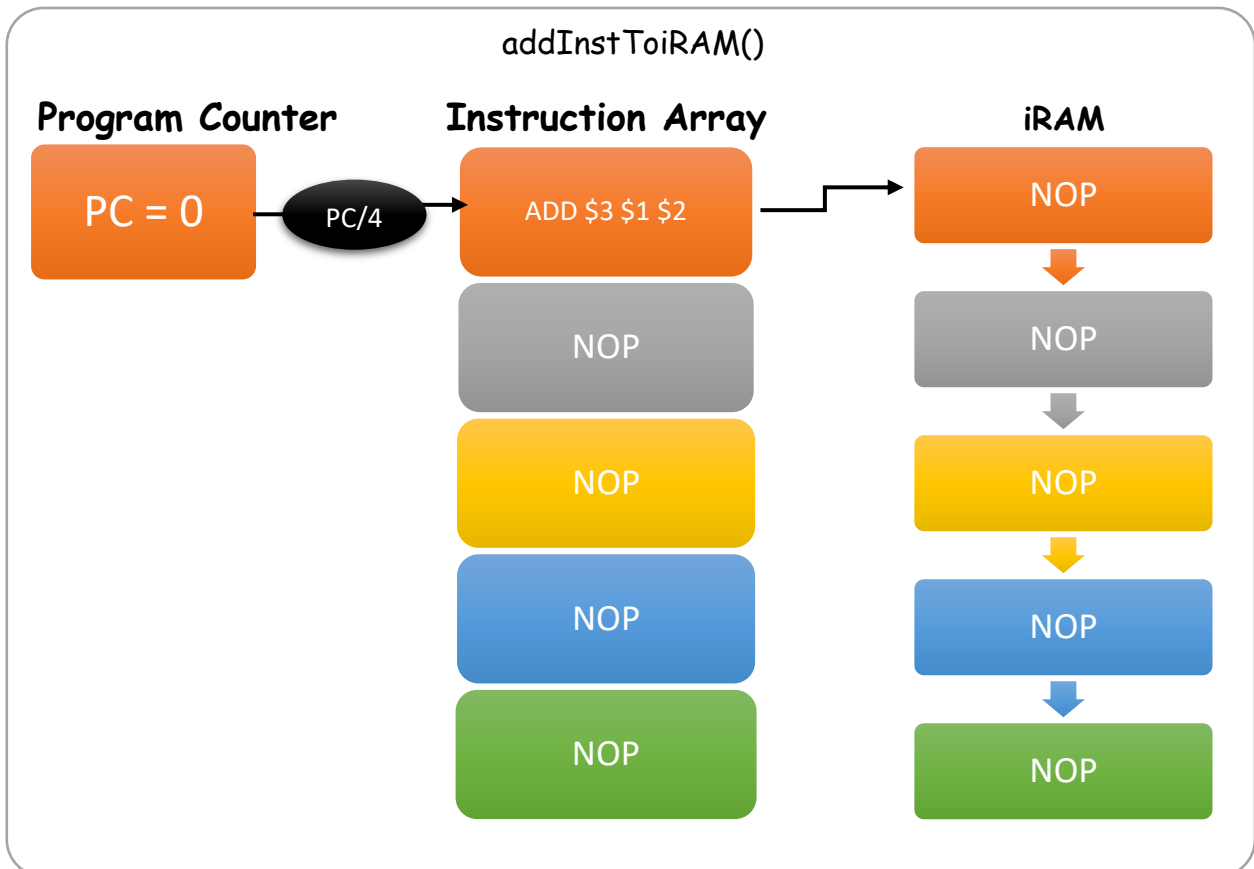 addInstToiRAM()
Program Counter
Instruction Array
iRAM
PC = 0
PC/4
ADD $3 $1 $2
NOP
NOP
NOP
NOP
NOP
NOP
NOP
NOP
NOP